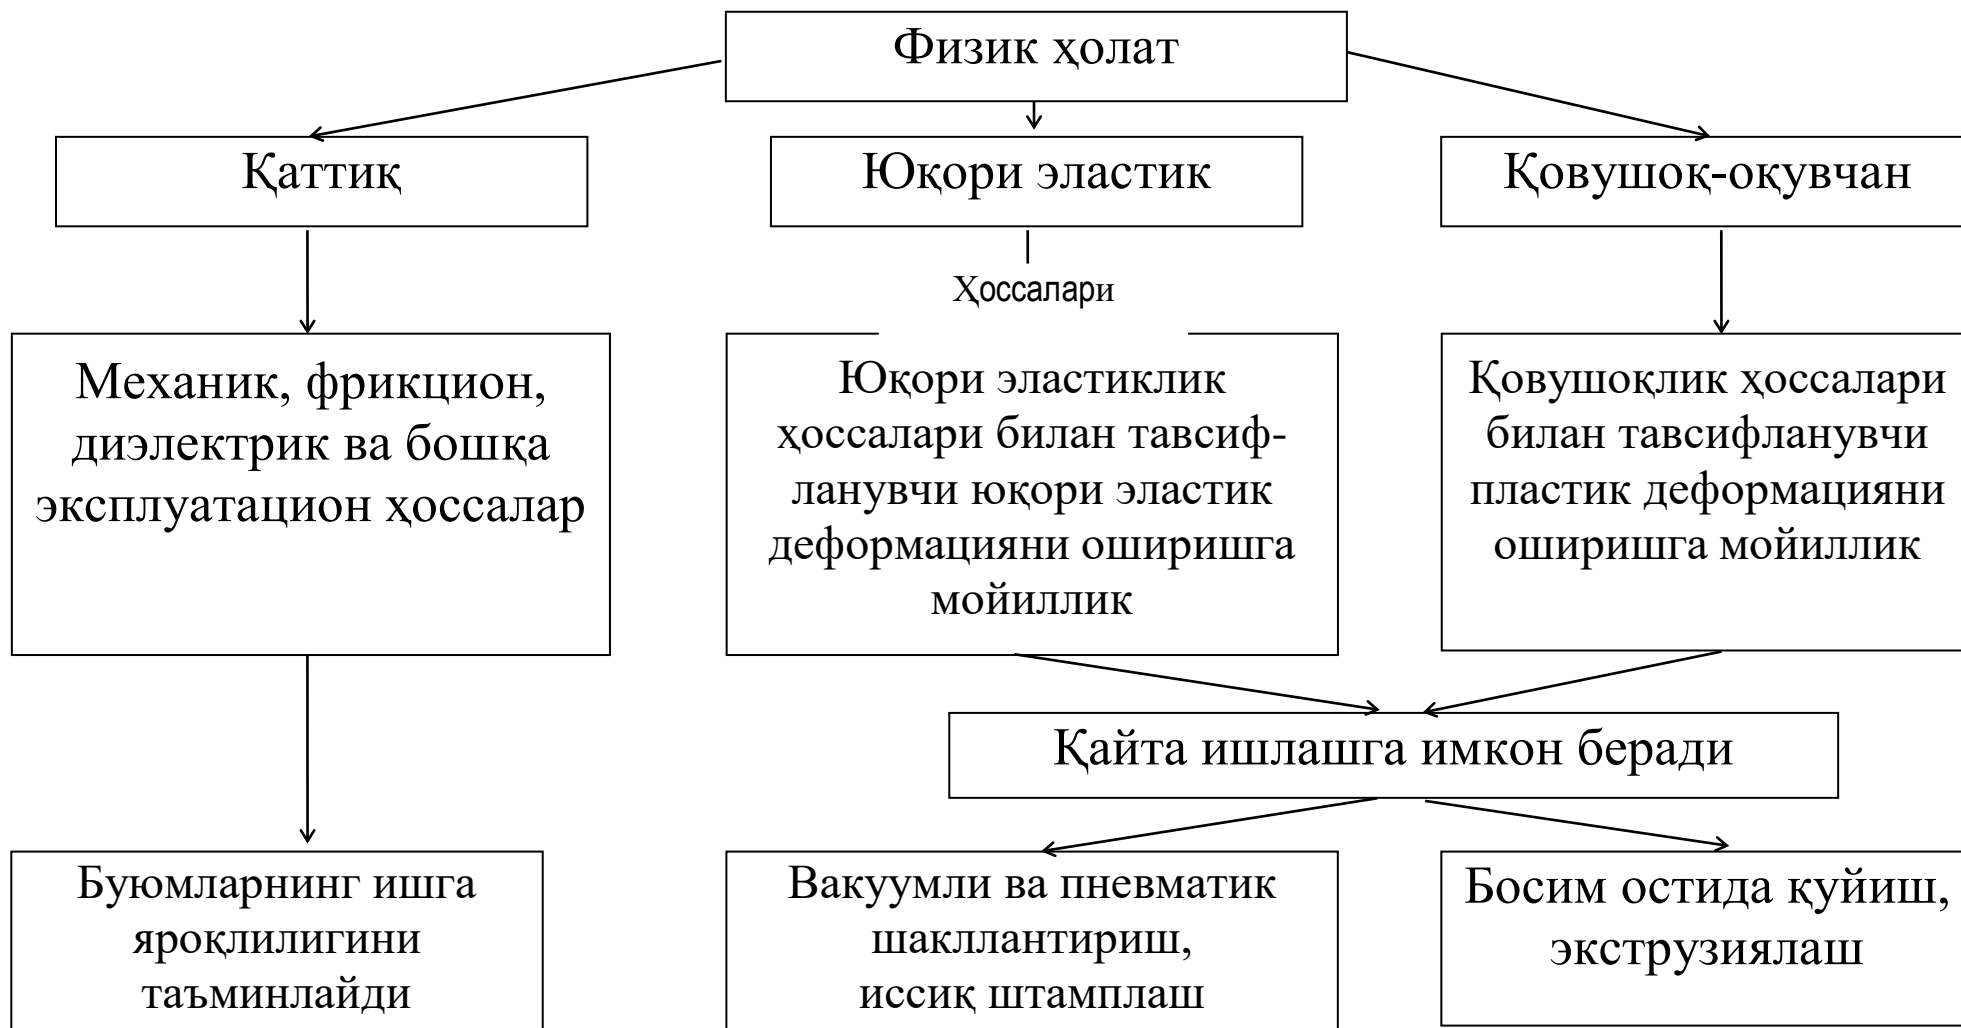 Физик ҳолат
Қаттиқ
Юқори эластик
Қовушоқ-оқувчан
Ҳоссалари
Механик, фрикцион,
диэлектрик ва бошқа
эксплуатацион ҳоссалар
Юқори эластиклик
ҳоссалари билан тавсиф-
ланувчи юқори эластик
деформацияни оширишга
мойиллик
Қовушоқлик ҳоссалари
билан тавсифланувчи
пластик деформацияни
оширишга мойиллик
Қайта ишлашга имкон беради
Буюмларнинг ишга
яроқлилигини
таъминлайди
Вакуумли ва пневматик
шакллантириш,
иссиқ штамплаш
Босим остида қуйиш,
экструзиялаш